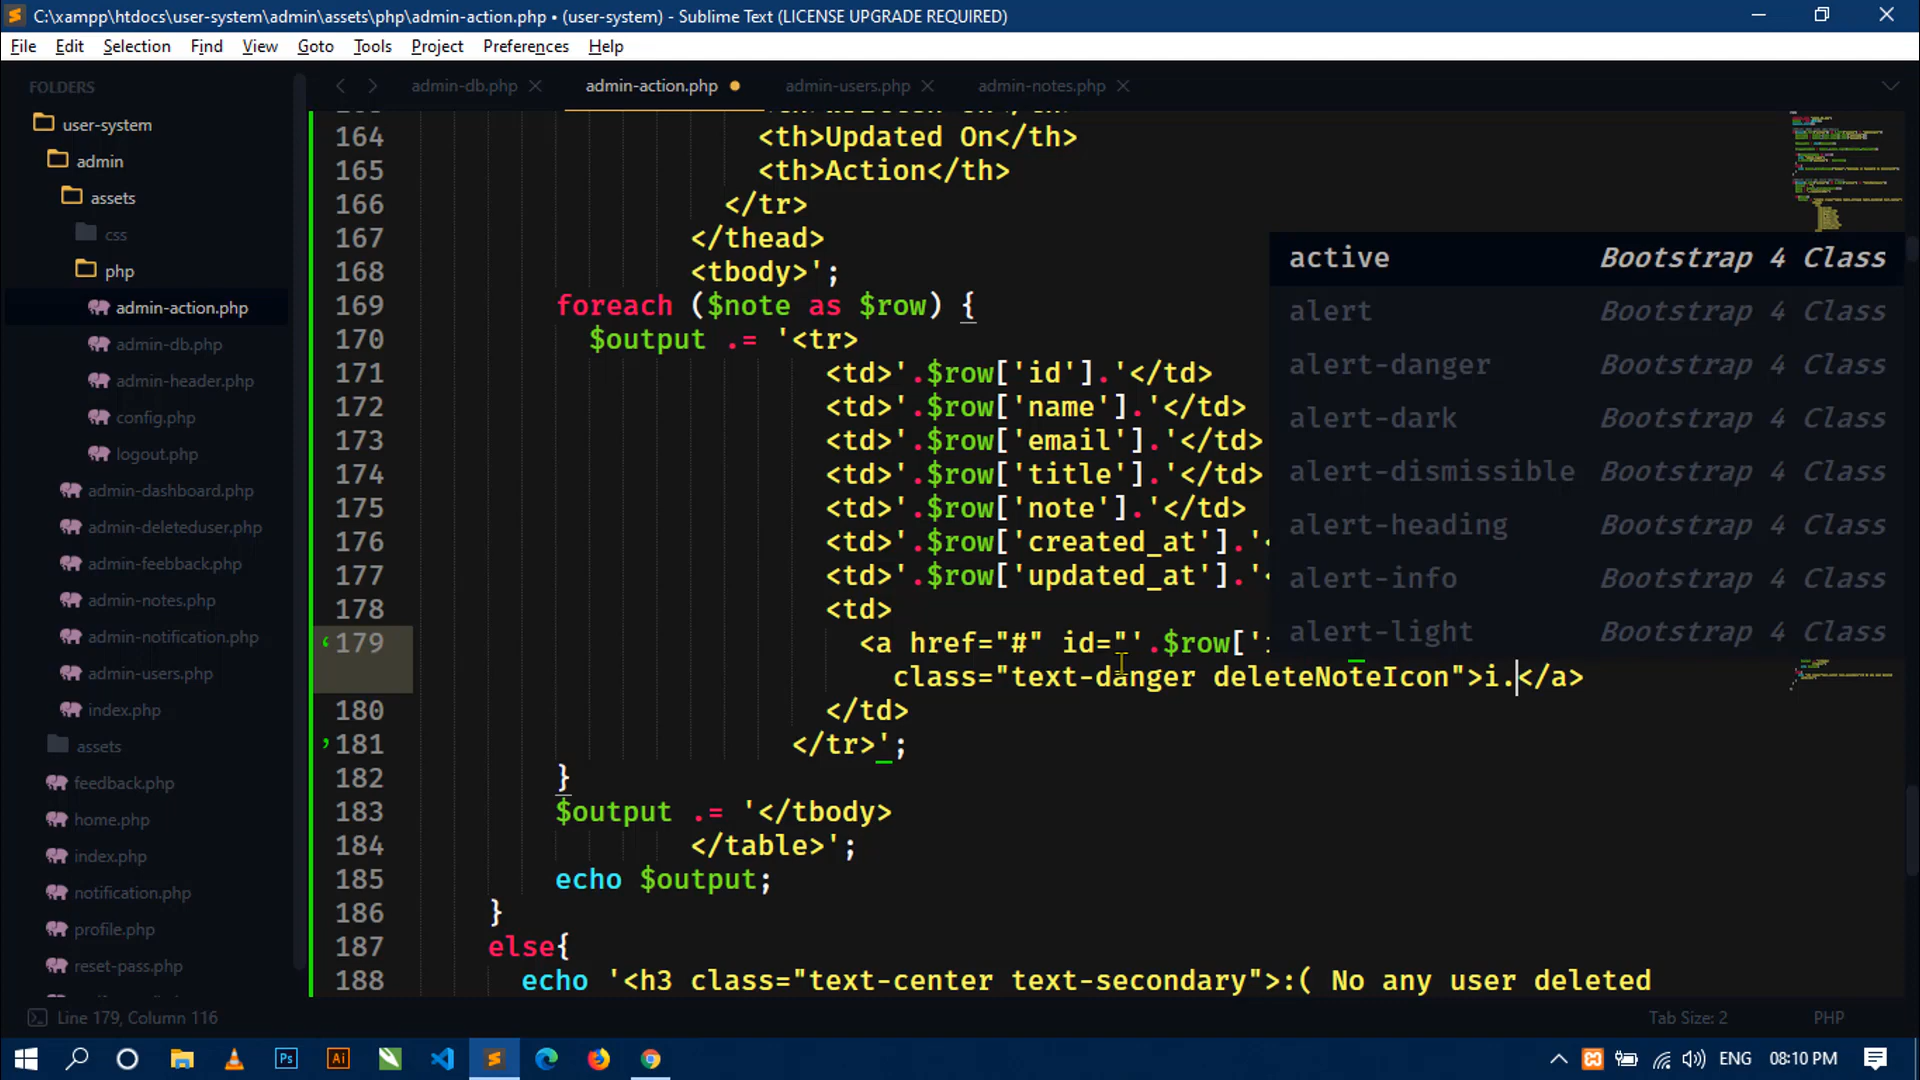 C:\xampp\htdocs\user-system\admin\assets\php\admin-action.php • (user-system) - Sublime Text (LICENSE UPGRADE REQUIRED)
File Edit Selection Find View Goto Tools Project Preferences Help
FOLDERS
user-system
admin
assets
css
php
admin-action.php
admin-db.php
admin-header.php
config.php
logout.php
admin-dashboard.php
admin-deleteduser.php
admin-feebback.php
admin-notes.php
admin-notification.php
admin-users.php
index.php
assets
feedback.php
home.php
index.php
notification.php
profile.php
reset-pass.php
admin-db.php admin-action.php admin-users.php admin-notes.php
164 <th>Updated On</th>
165 <th>Action</th>
166 </tr>
167 </thead>
168 <tbody>';
169 foreach ($note as $row) {
170 $output .= '<tr>
171 <td>'.$row['id'].'</td>
172 <td>'.$row['name'].'</td>
173 <td>'.$row['email'].'</td>
174 <td>'.$row['title'].'</td>
175 <td>'.$row['note'].'</td>
176 <td>'.$row['created_at'].'<
177 <td>'.$row['updated_at'].'<
178 <td>
179 <a href="#" id="'.$row['i
class="text-danger deleteNoteIcon">i.</a>
180 </td>
181 </tr>';
182 }
183 $output .= '</tbody>
184 </table>';
185 echo $output;
186 }
187 else{
188 echo '<h3 class="text-center text-secondary">:( No any user deleted
active Bootstrap 4 Class
alert Bootstrap 4 Class
alert-danger Bootstrap 4 Class
alert-dark Bootstrap 4 Class
alert-dismissible Bootstrap 4 Class
alert-heading Bootstrap 4 Class
alert-info Bootstrap 4 Class
alert-light Bootstrap 4 Class
Line 179, Column 116 Tab Size: 2 PHP
Ps Ai ENG 08:10 PM